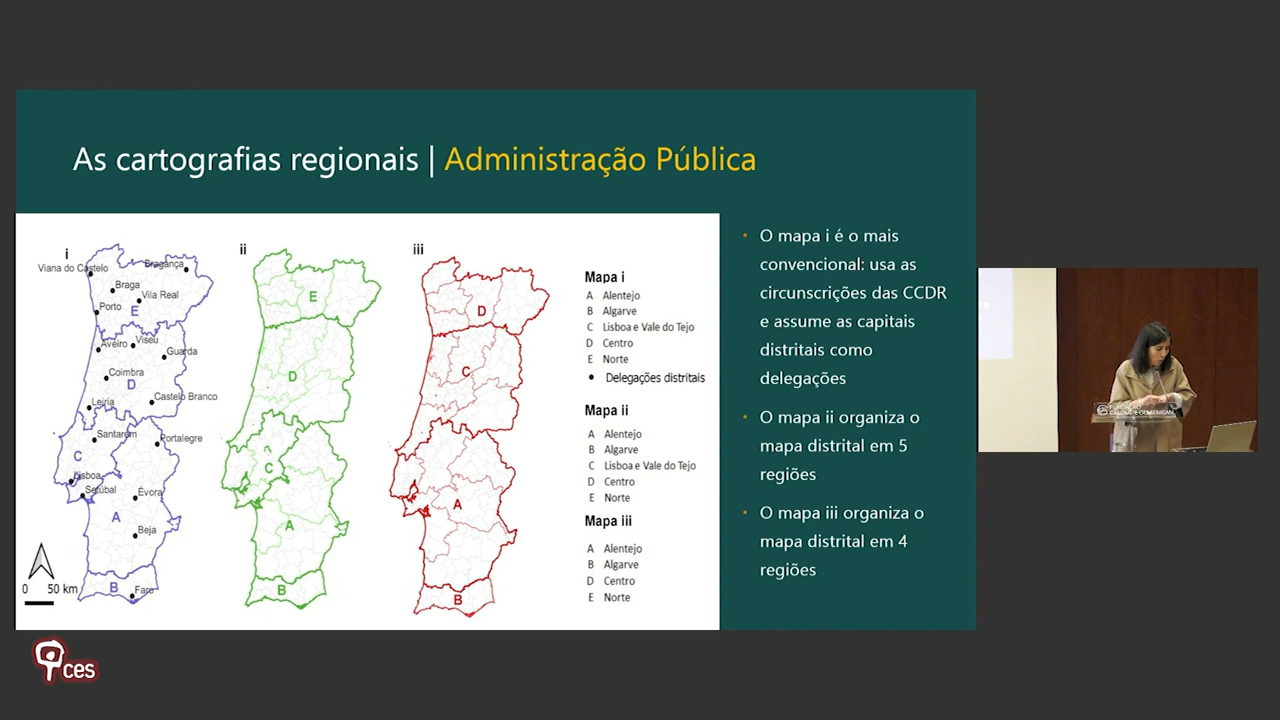 As cartografias regionais | Administração Pública
i
ii
iii
Viana do Castelo
Bragança
Braga
Vila Real
Porto
E
Aveiro
Viseu
Guarda
Coimbra
D
Castelo Branco
Leiria
Santarém
Portalegre
C
Lisboa
Setúbal
Évora
A
Beja
B
Faro
0 50 km
E
D
C
A
B
D
C
A
B
Mapa i
A Alentejo
B Algarve
C Lisboa e Vale do Tejo
D Centro
E Norte
• Delegações distritais
Mapa ii
A Alentejo
B Algarve
C Lisboa e Vale do Tejo
D Centro
E Norte
Mapa iii
A Alentejo
B Algarve
D Centro
E Norte
• O mapa i é o mais
convencional: usa as
circunscrições das CCDR
e assume as capitais
distritais como
delegações
• O mapa ii organiza o
mapa distrital em 5
regiões
• O mapa iii organiza o
mapa distrital em 4
regiões
ces